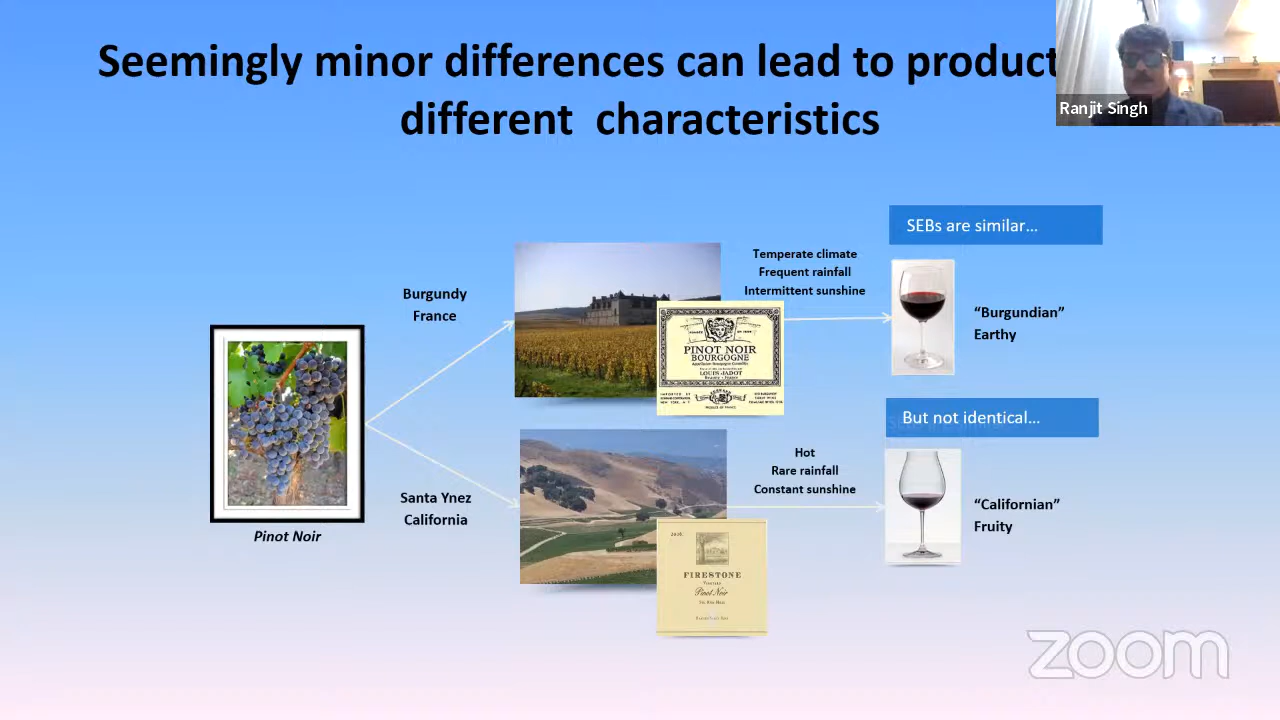 Seemingly minor differences can lead to product
different characteristics
Ranjit Singh
SEBs are similar…
Temperate climate
Frequent rainfall
Intermittent sunshine
Burgundy
France
“Burgundian”
Earthy
PINOT NOIR
BOURGOGNE
LOUIS JADOT
But not identical…
Hot
Rare rainfall
Constant sunshine
Santa Ynez
California
“Californian”
Fruity
FIRESTONE
Pinot Noir
Pinot Noir
zoom